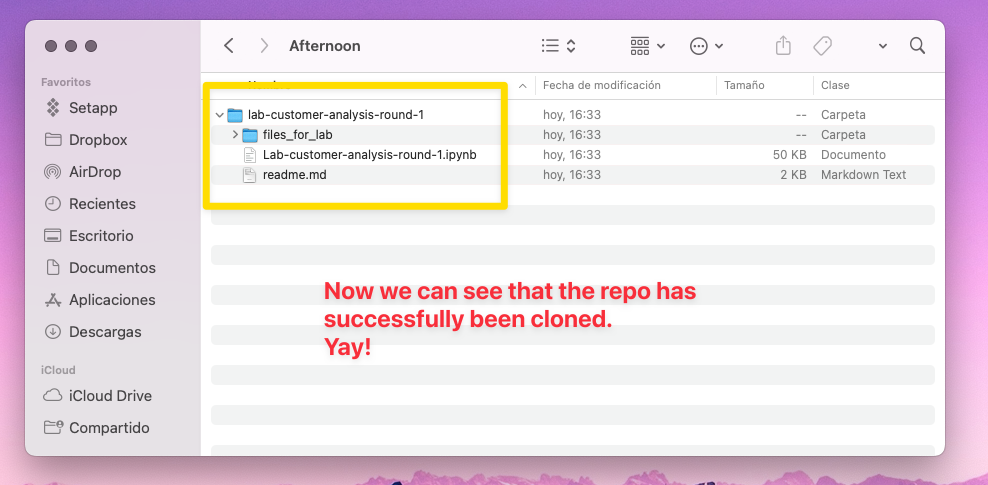 Afternoon
Favoritos
Setapp
Dropbox
AirDrop
Recientes
Escritorio
Documentos
Aplicaciones
Descargas
iCloud
iCloud Drive
Compartido
Fecha de modificación Tamaño Clase
lab-customer-analysis-round-1 hoy, 16:33 -- Carpeta
files_for_lab hoy, 16:33 -- Carpeta
Lab-customer-analysis-round-1.ipynb hoy, 16:33 50 KB Documento
readme.md hoy, 16:33 2 KB Markdown Text
Now we can see that the repo has
successfully been cloned.
Yay!